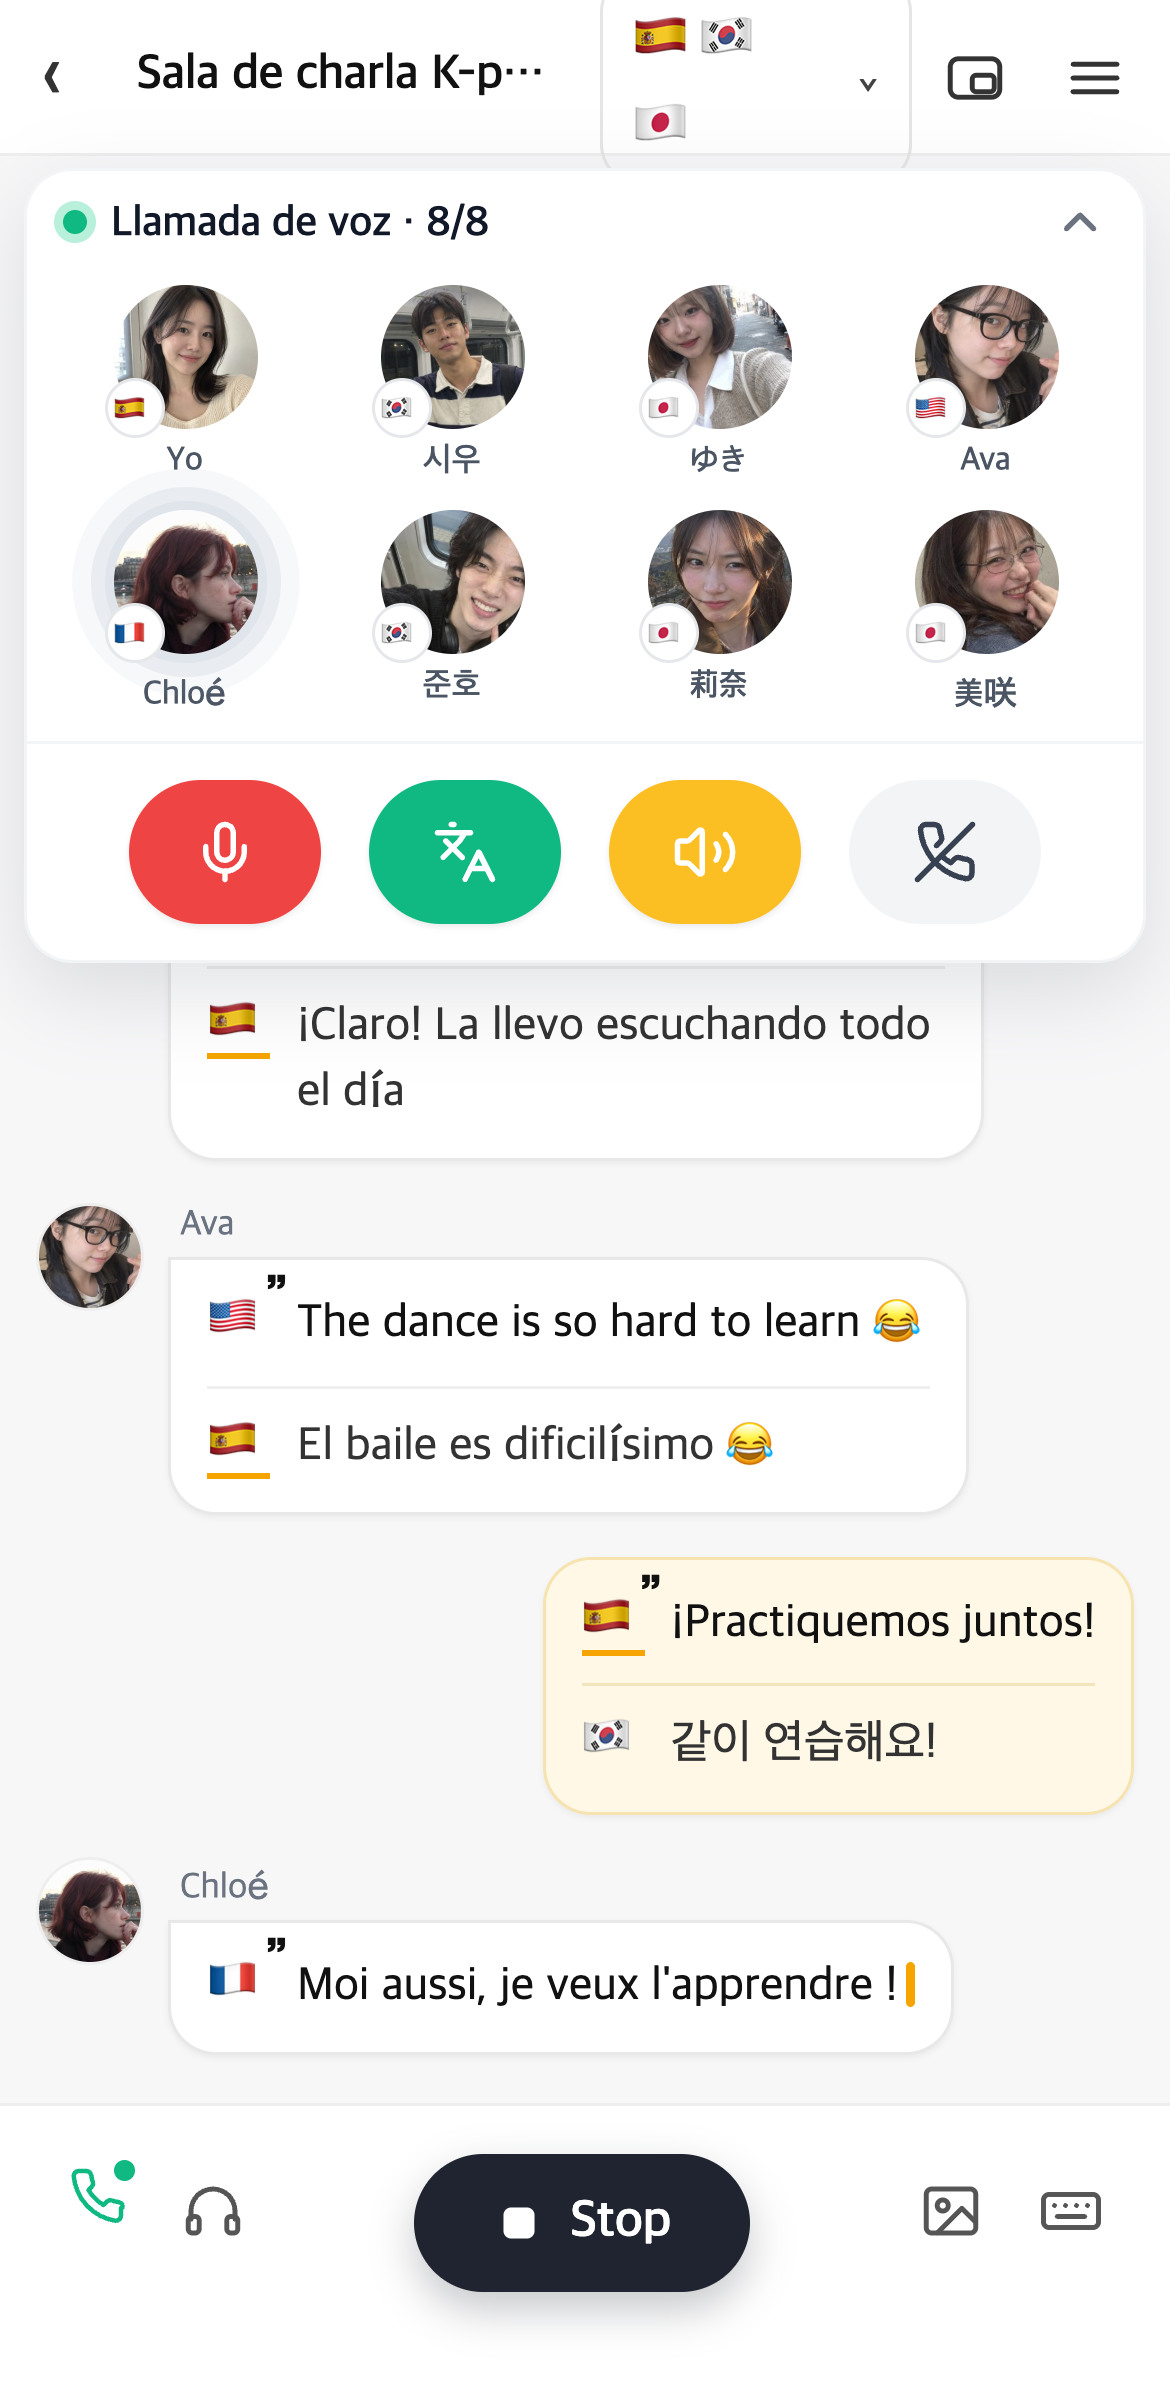 Sala de charla K-p···
Llamada de voz · 8/8
Yo
시우
ゆき
Ava
Chloé
준호
莉奈
美咲
¡Claro! La llevo escuchando todo
el día
Ava
The dance is so hard to learn 😂
El baile es dificilísimo 😂
¡Practiquemos juntos!
같이 연습해요!
Chloé
Moi aussi, je veux l'apprendre !
Stop